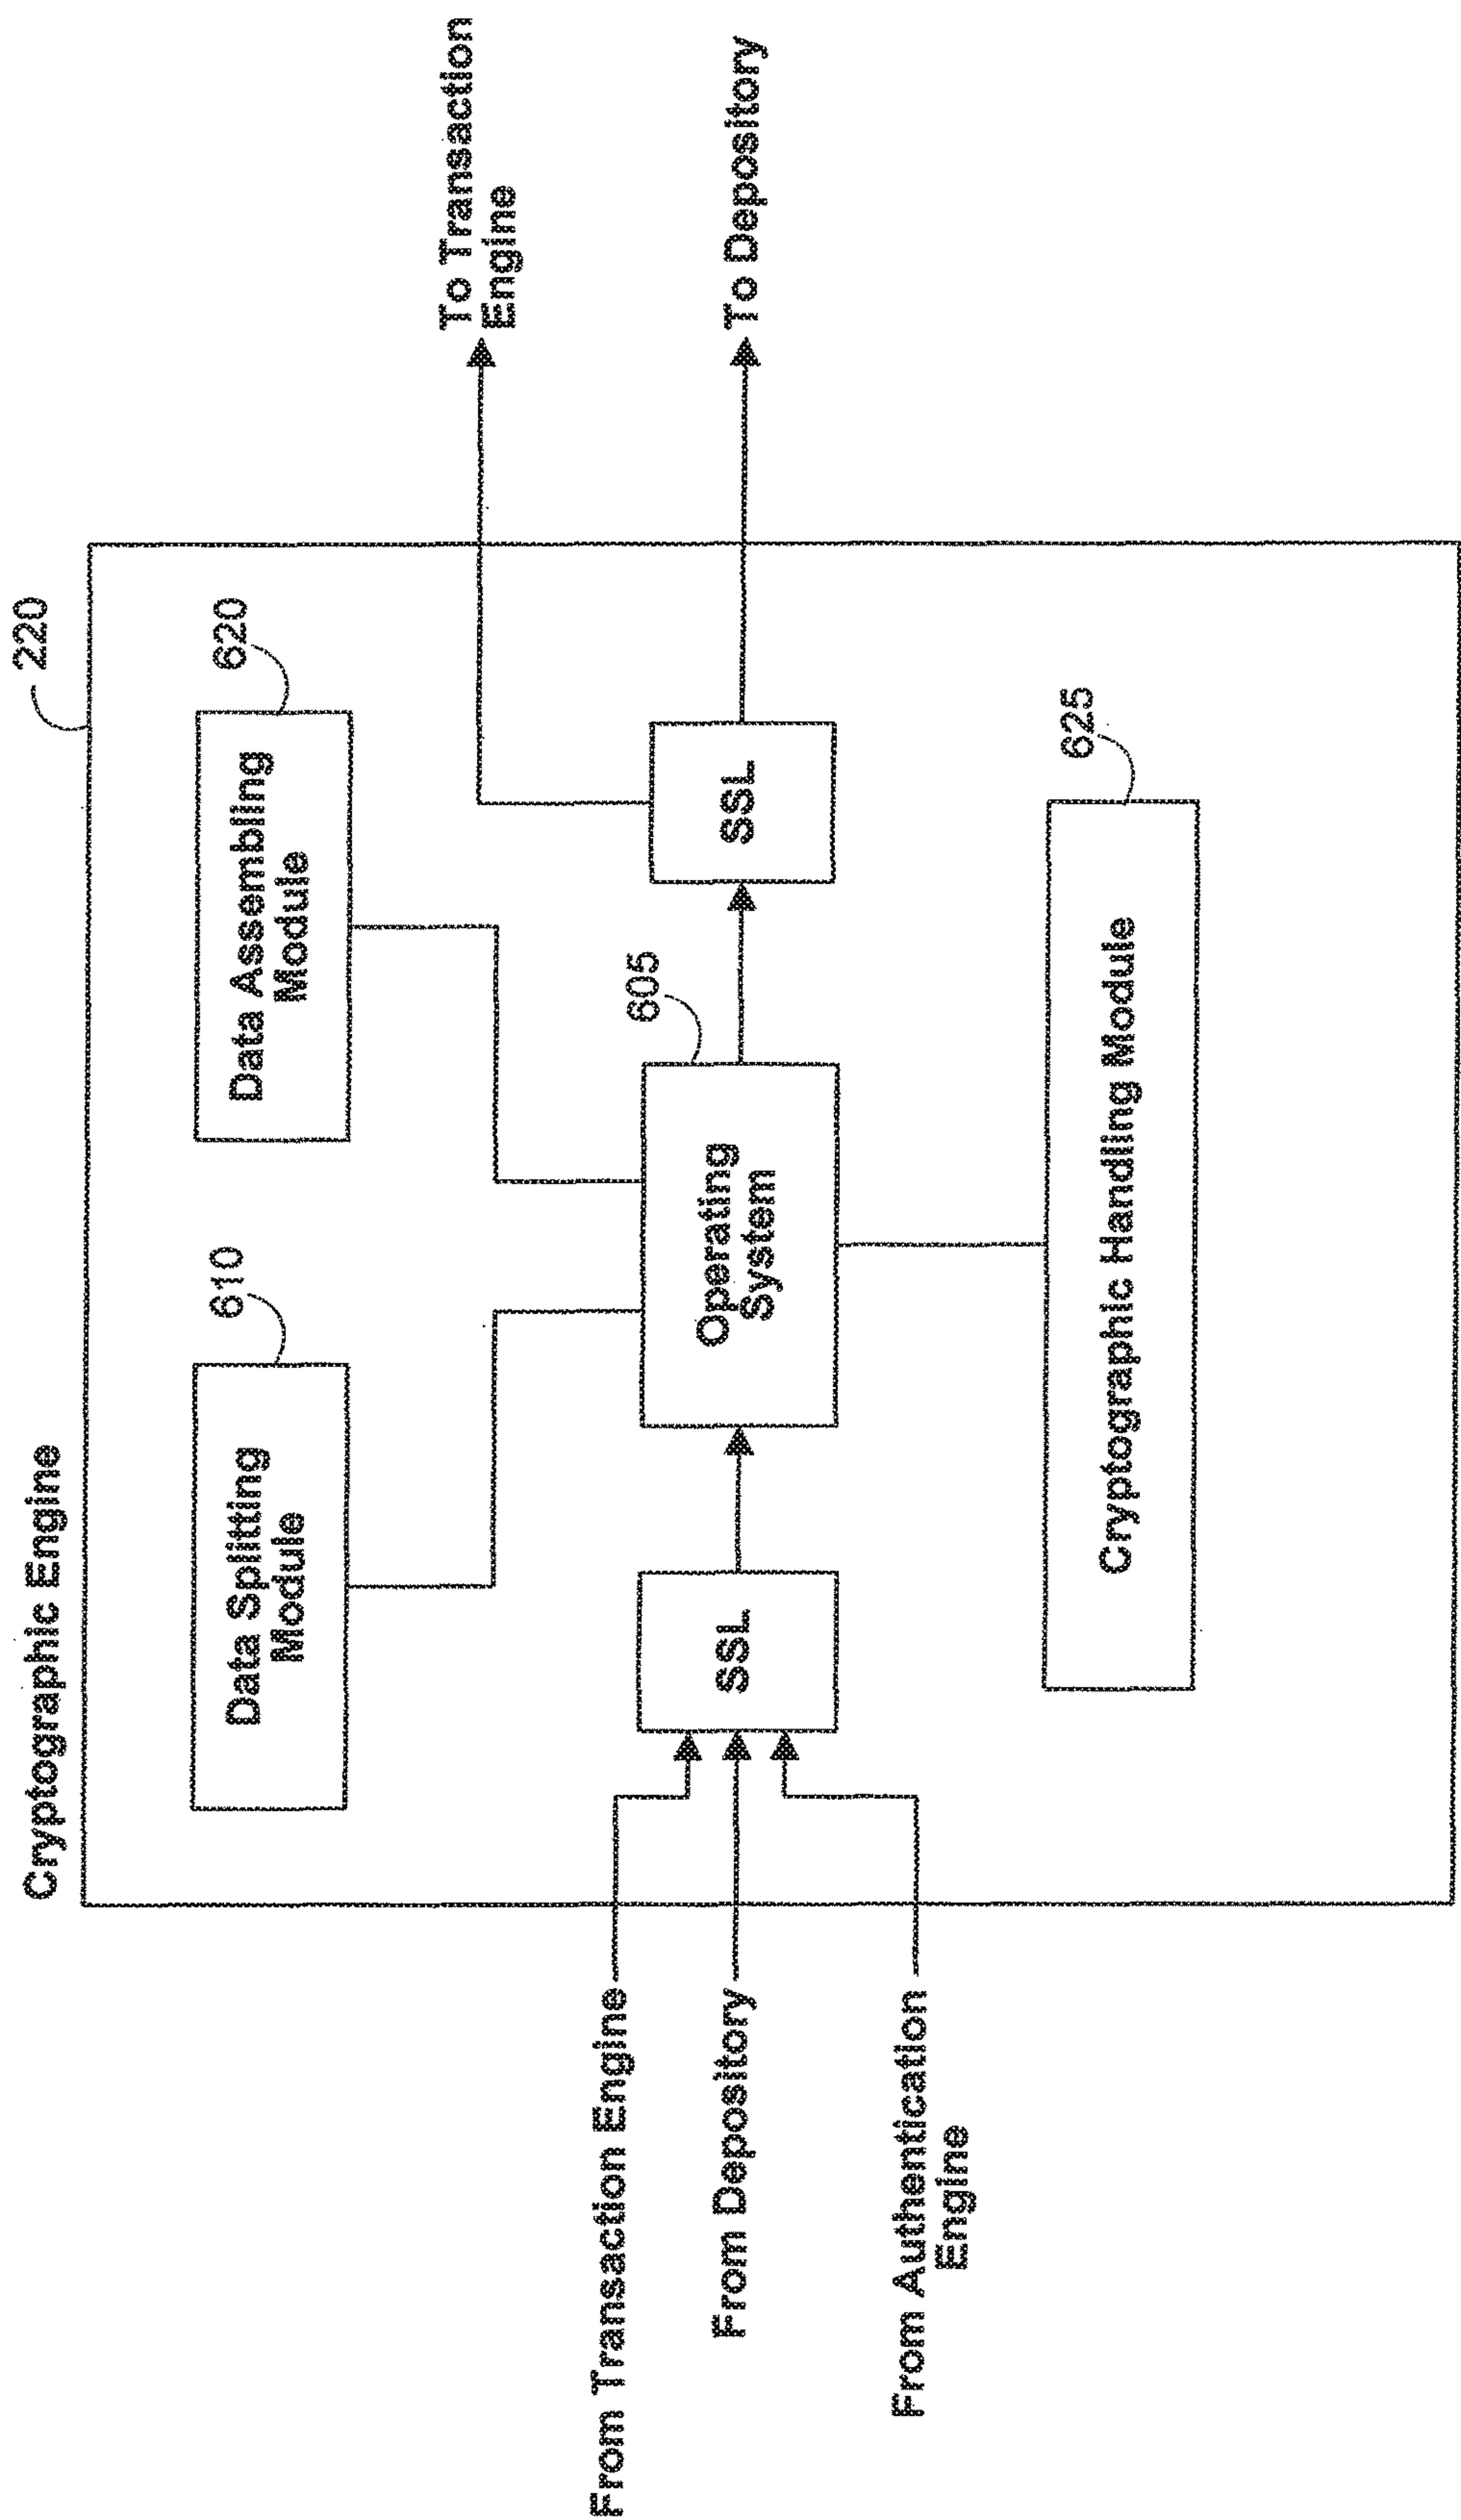 Cryptographic Engine
220
Data Splitting
Module
610
Data Assembling
Module
620
To Transaction
Engine
From Transaction Engine
From Depository
From Authentication
Engine
SSL
Operating
System
605
SSL
To Depository
Cryptographic Handling Module
625